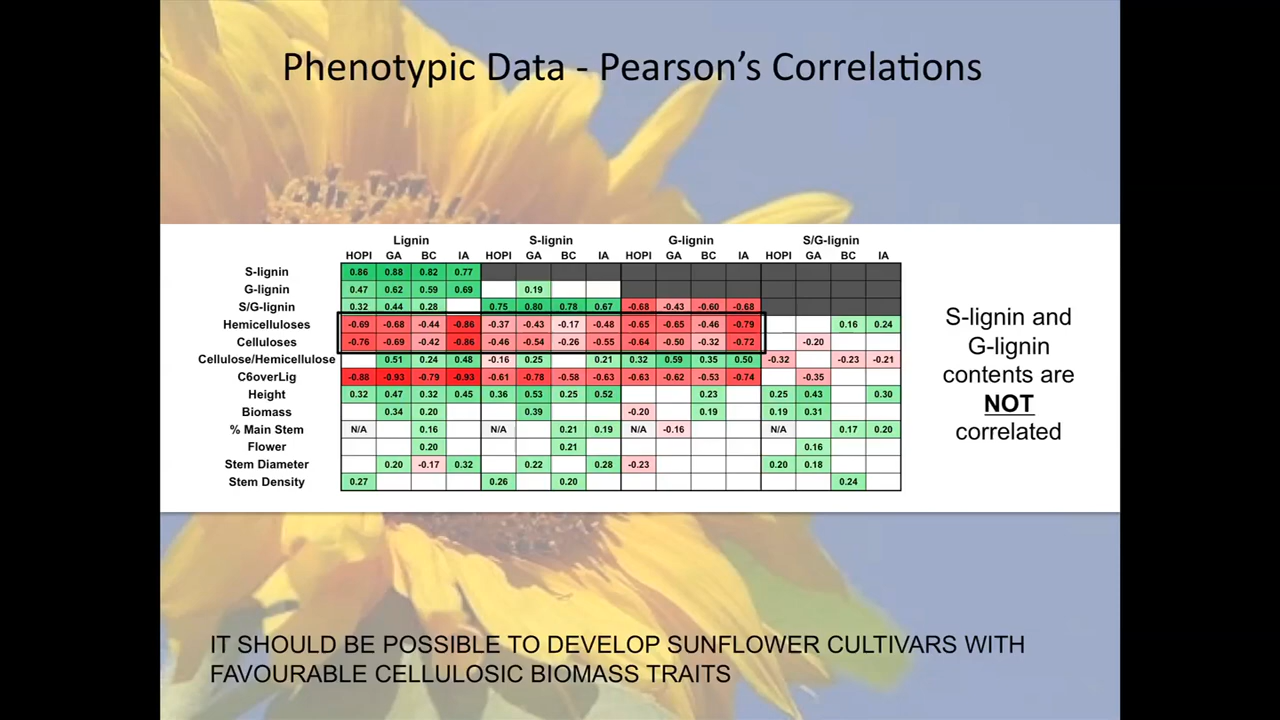 Phenotypic Data - Pearson's Correlations
Lignin S-lignin G-lignin S/G-lignin
HOPI GA BC IA HOPI GA BC IA HOPI GA BC IA HOPI GA BC IA
S-lignin 0.86 0.88 0.82 0.77
G-lignin 0.47 0.62 0.59 0.69 0.19
S/G-lignin 0.32 0.44 0.28 0.75 0.80 0.78 0.67 -0.68 -0.43 -0.60 -0.68
Hemicelluloses -0.69 -0.68 -0.44 -0.86 -0.37 -0.43 -0.17 -0.48 -0.65 -0.65 -0.46 -0.79 0.16 0.24
Celluloses -0.76 -0.69 -0.42 -0.86 -0.46 -0.54 -0.26 -0.55 -0.64 -0.50 -0.32 -0.72 -0.20
Cellulose/Hemicellulose 0.51 0.24 0.48 -0.16 0.25 0.21 0.32 0.59 0.35 0.50 -0.32 -0.23 -0.21
C6overLig -0.88 -0.93 -0.79 -0.93 -0.61 -0.78 -0.58 -0.63 -0.63 -0.62 -0.53 -0.74 -0.35
Height 0.32 0.47 0.32 0.45 0.36 0.53 0.25 0.52 0.23 0.25 0.43 0.30
Biomass 0.34 0.20 0.39 -0.20 0.19 0.19 0.31
% Main Stem N/A 0.16 N/A 0.21 0.19 N/A -0.16 N/A 0.17 0.20
Flower 0.20 0.21 0.16
Stem Diameter 0.20 -0.17 0.32 0.22 0.28 -0.23 0.20 0.18
Stem Density 0.27 0.26 0.20 0.24
S-lignin and
G-lignin
contents are
NOT
correlated
IT SHOULD BE POSSIBLE TO DEVELOP SUNFLOWER CULTIVARS WITH
FAVOURABLE CELLULOSIC BIOMASS TRAITS